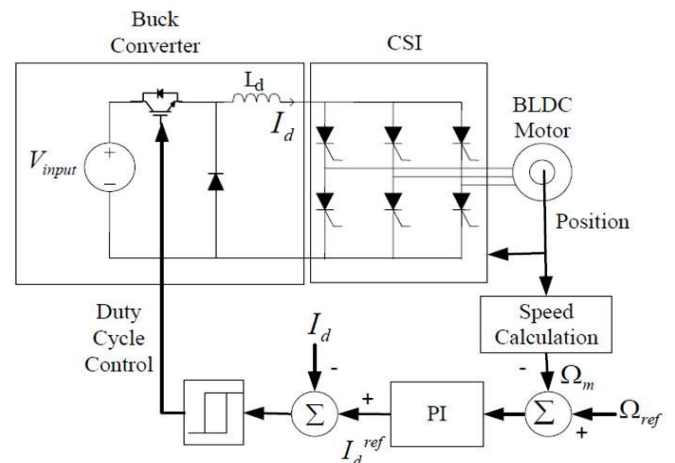 Buck
Converter
CSI
L_d
I_d
BLDC
Motor
+
V_input
−
Position
Duty
Cycle
Control
I_d
Speed
Calculation
-
-
Ω_m
+
Σ
PI
Σ
Ω_ref
+
I_d^ref